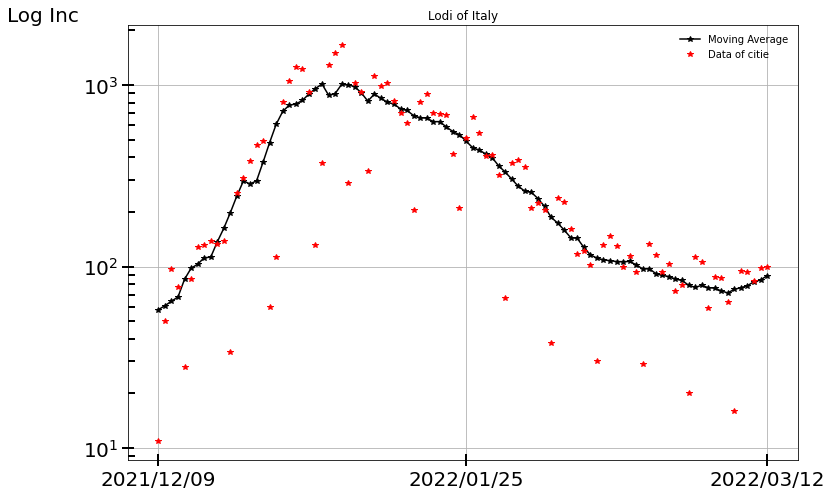 Log Inc
Lodi of Italy
Moving Average
Data of citie
10³
10²
10¹
2021/12/09
2022/01/25
2022/03/12